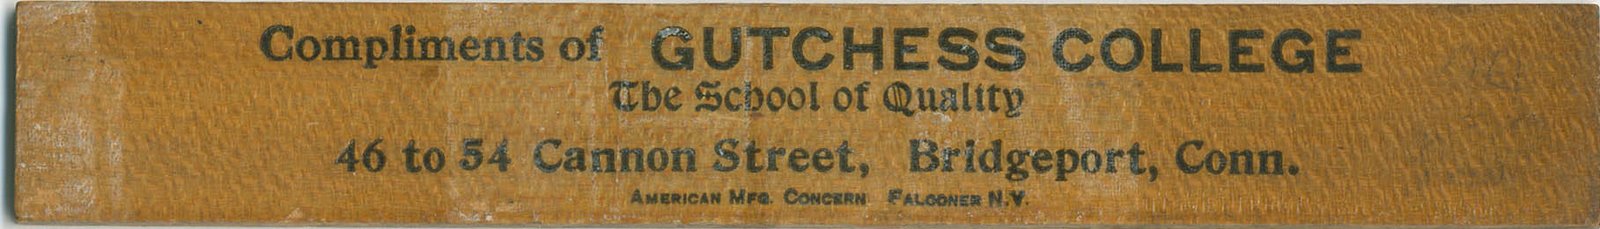 Compliments of GUTCHESS COLLEGE
The School of Quality
46 to 54 Cannon Street, Bridgeport, Conn.
AMERICAN MFG. CONCERN FALCONER N.Y.